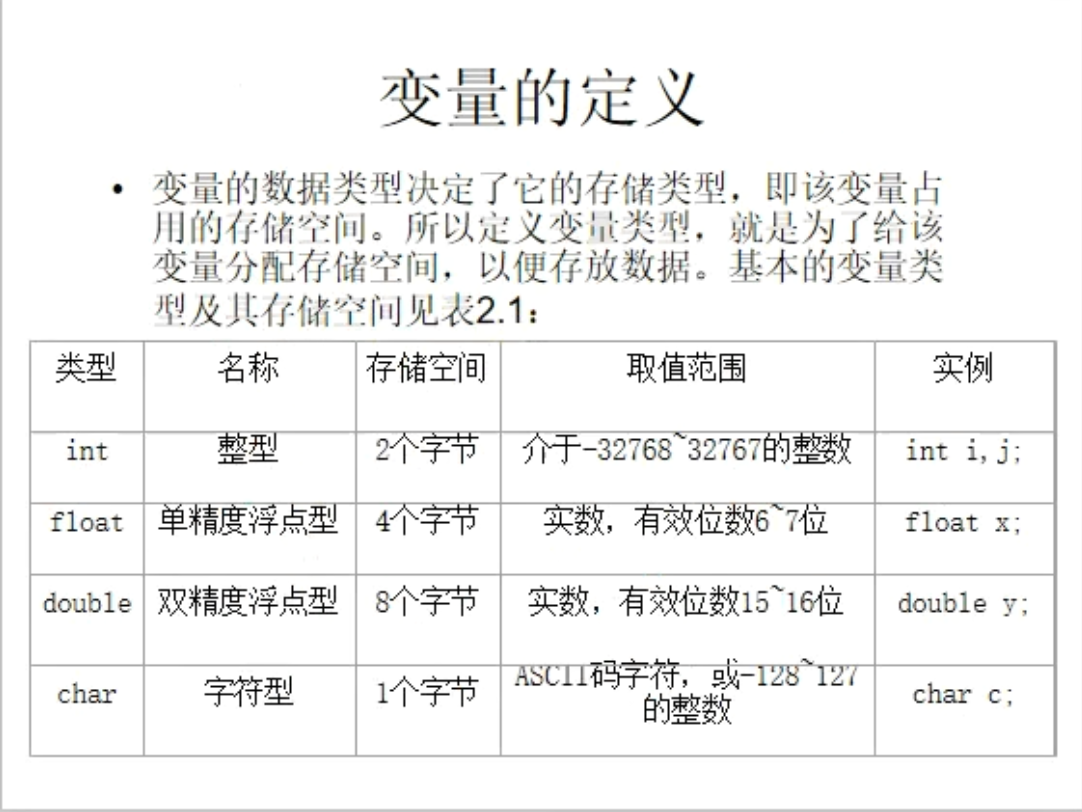 变量的定义
• 变量的数据类型决定了它的存储类型，即该变量占
用的存储空间。所以定义变量类型，就是为了给该
变量分配存储空间，以便存放数据。基本的变量类
型及其存储空间见表2.1：
类型 名称 存储空间 取值范围 实例
int 整型 2个字节 介于-32768~32767的整数 int i,j;
float 单精度浮点型 4个字节 实数，有效位数6~7位 float x;
double 双精度浮点型 8个字节 实数，有效位数15~16位 double y;
char 字符型 1个字节 ASCII码字符，或-128~127 char c;
的整数